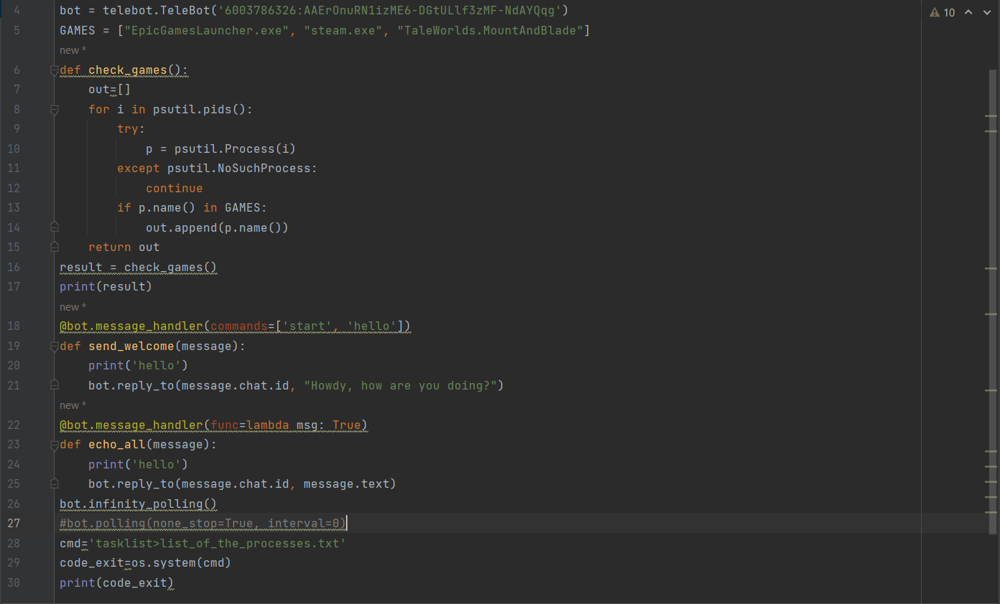 10
4 bot = telebot.TeleBot('6003786326:AAErOnuRN1izME6-DGtULlf3zMF-NdAYQqg')
5 GAMES = ["EpicGamesLauncher.exe", "steam.exe", "TaleWorlds.MountAndBlade"]
new *
6 def check_games():
7     out=[]
8     for i in psutil.pids():
9         try:
10             p = psutil.Process(i)
11         except psutil.NoSuchProcess:
12             continue
13         if p.name() in GAMES:
14             out.append(p.name())
15     return out
16 result = check_games()
17 print(result)
new *
18 @bot.message_handler(commands=['start', 'hello'])
19 def send_welcome(message):
20     print('hello')
21     bot.reply_to(message.chat.id, "Howdy, how are you doing?")
new *
22 @bot.message_handler(func=lambda msg: True)
23 def echo_all(message):
24     print('hello')
25     bot.reply_to(message.chat.id, message.text)
26 bot.infinity_polling()
27 #bot.polling(none_stop=True, interval=0)
28 cmd='tasklist>list_of_the_processes.txt'
29 code_exit=os.system(cmd)
30 print(code_exit)